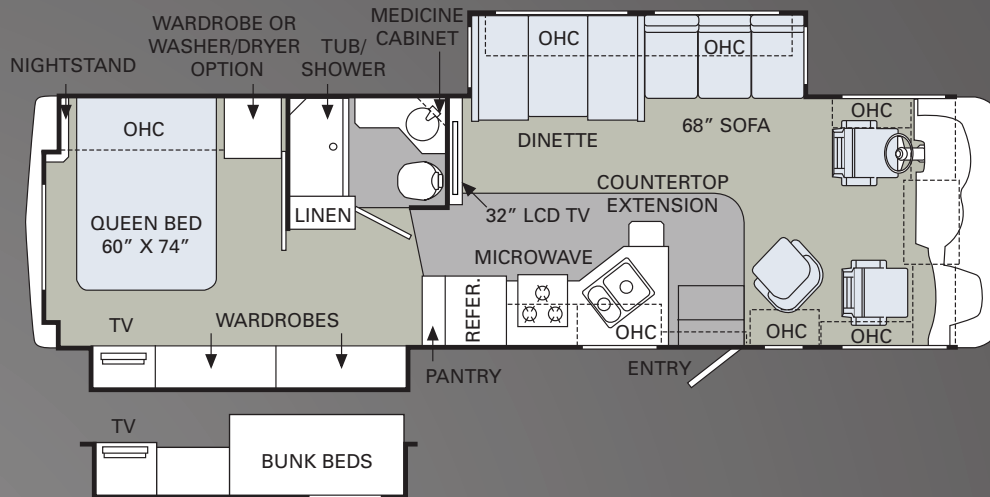 NIGHTSTAND
WARDROBE OR
WASHER/DRYER
OPTION
TUB/
SHOWER
MEDICINE
CABINET
OHC
OHC
OHC
OHC
DINETTE
68” SOFA
QUEEN BED
60” X 74”
LINEN
32” LCD TV
COUNTERTOP
EXTENSION
MICROWAVE
REFER.
OHC
OHC
OHC
TV
WARDROBES
PANTRY
ENTRY
TV
BUNK BEDS